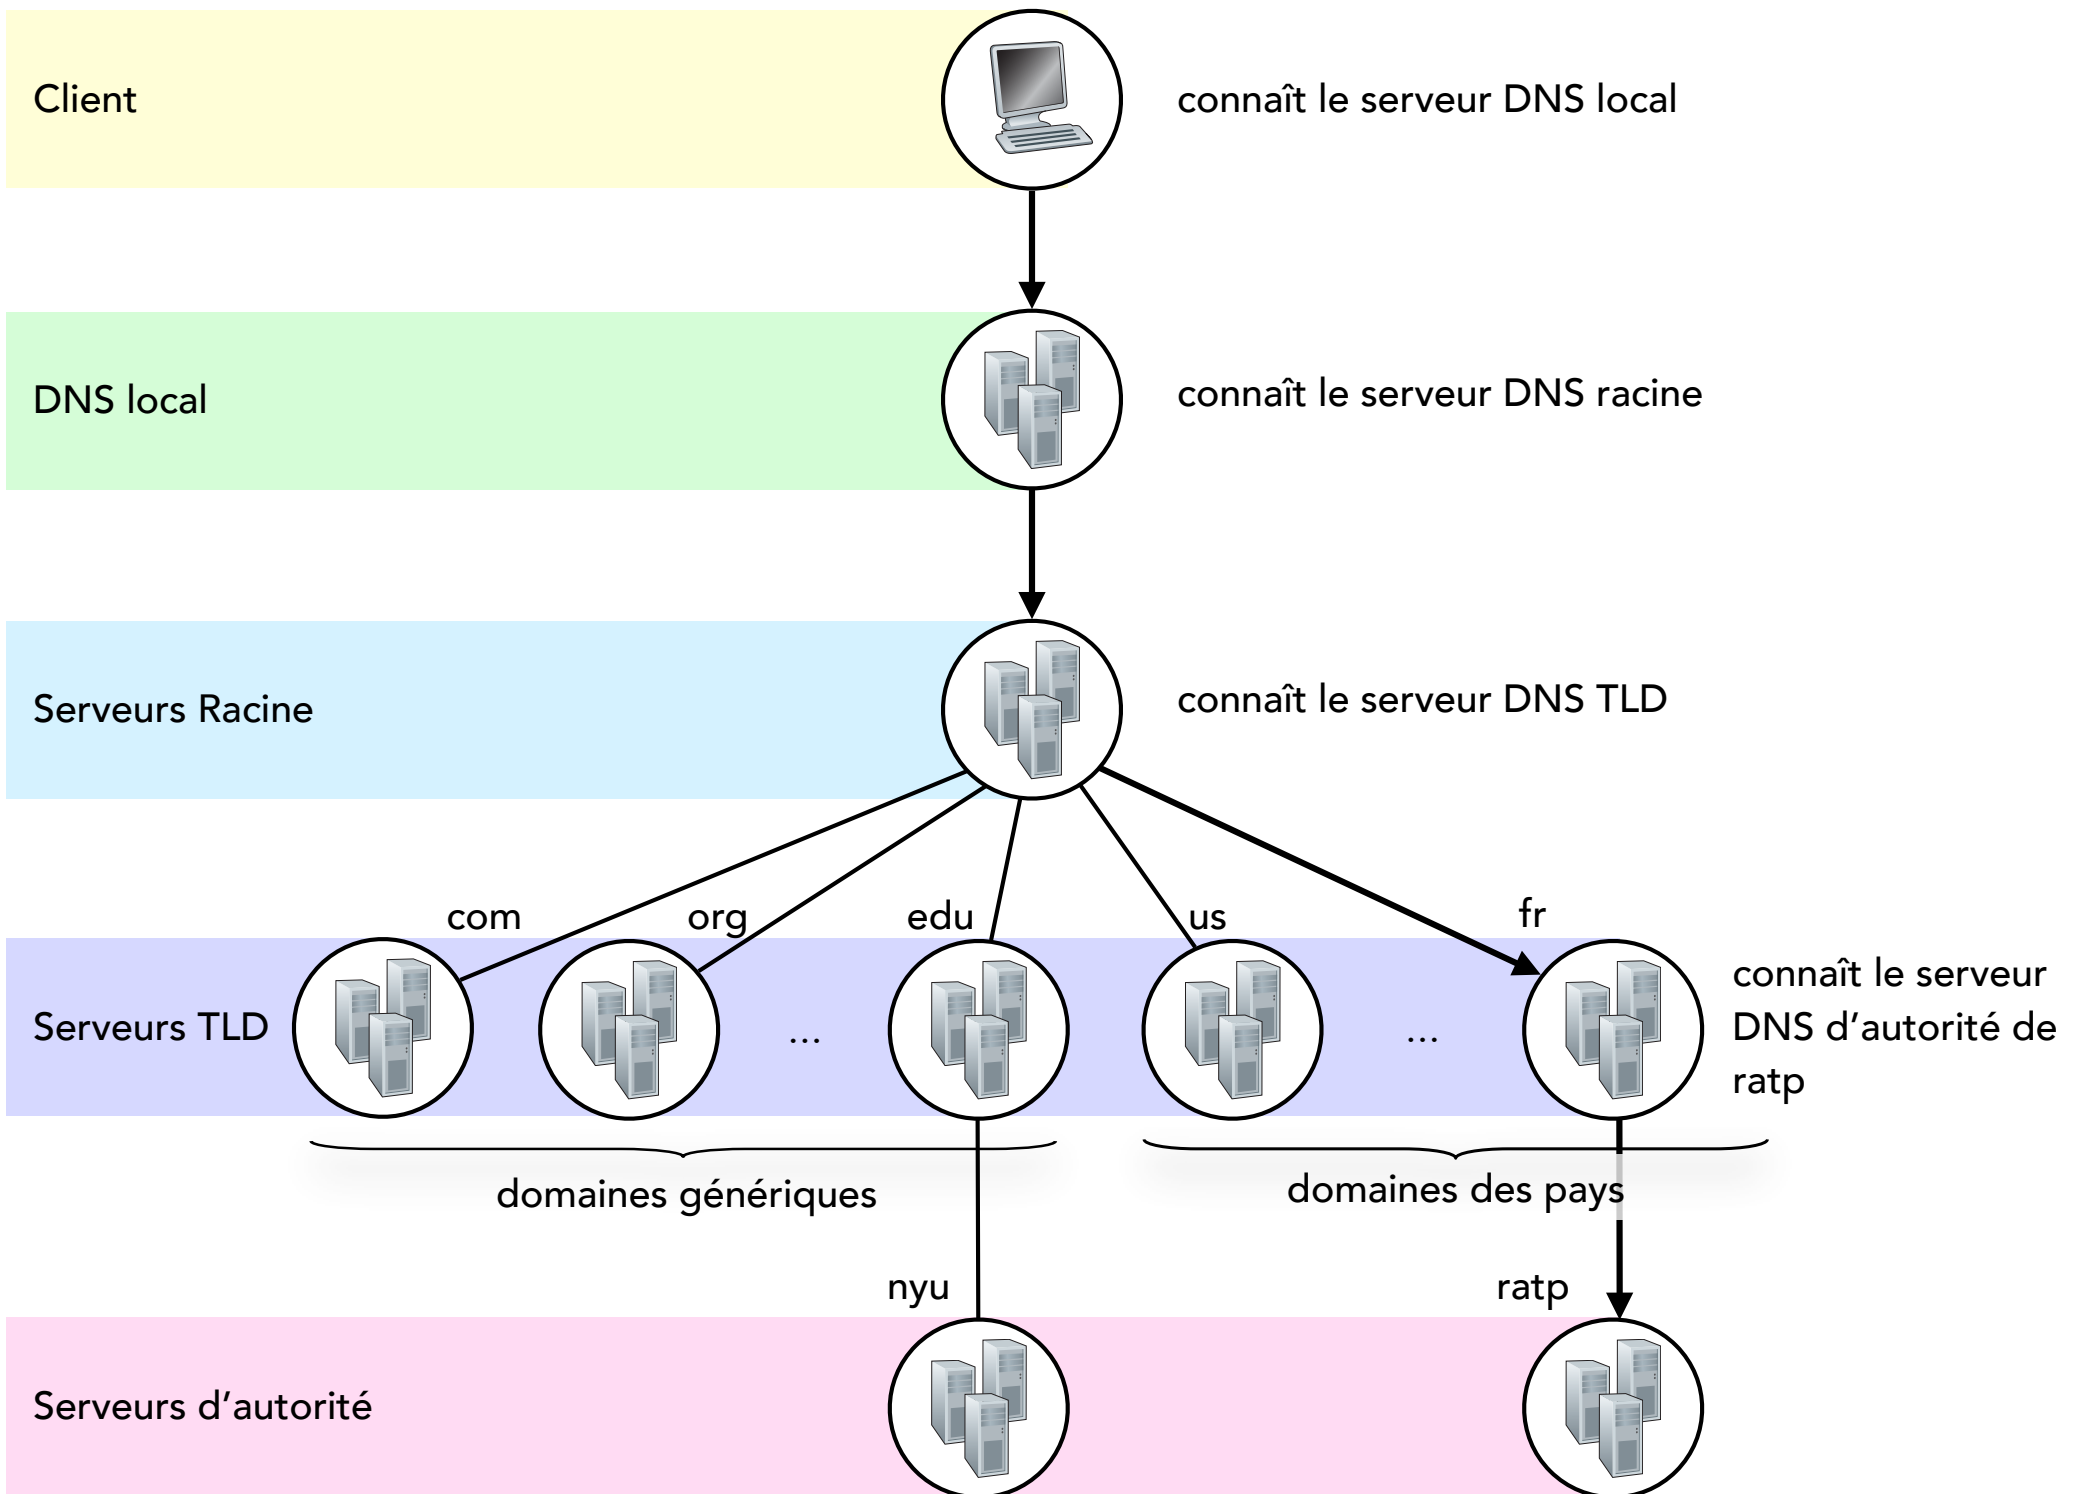 Client
connaît le serveur DNS local
DNS local
connaît le serveur DNS racine
Serveurs Racine
connaît le serveur DNS TLD
com
org
edu
us
fr
Serveurs TLD
...
...
connaît le serveur
DNS d’autorité de
ratp
domaines génériques
domaines des pays
nyu
ratp
Serveurs d’autorité